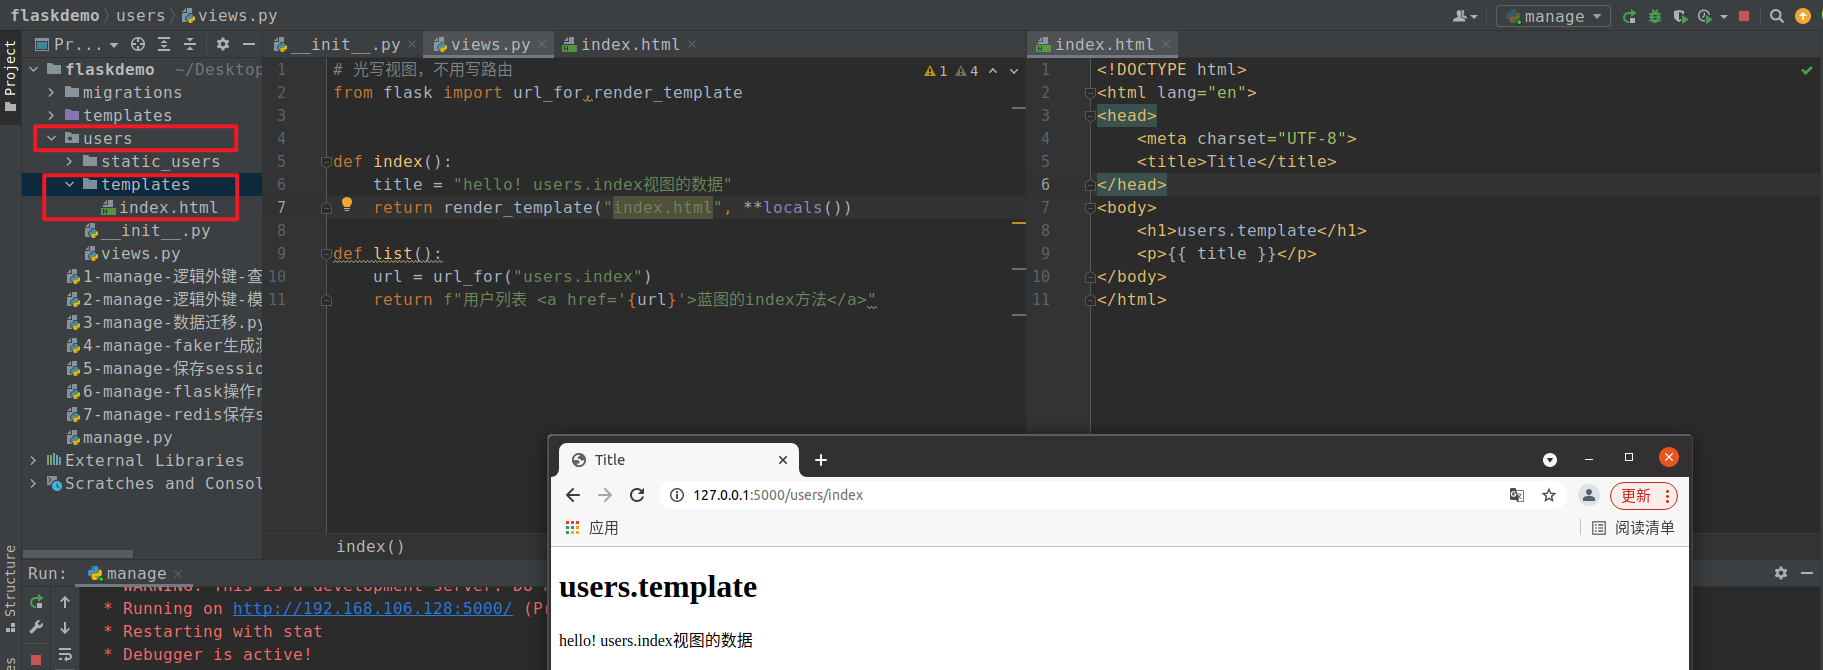 flaskdemo users views.py
manage
Project
Pr...
flaskdemo ~/Desktop
migrations
templates
users
static_users
templates
index.html
__init__.py
views.py
1-manage-逻辑外键-查
2-manage-逻辑外键-模
3-manage-数据迁移.py
4-manage-faker生成
5-manage-保存sessio
6-manage-flask操作r
7-manage-redis保存s
manage.py
External Libraries
Scratches and Consol
__init__.py views.py index.html
1 # 光写视图，不用写路由
2 from flask import url_for,render_template
3
4
5 def index():
6 title = "hello! users.index视图的数据"
7 return render_template("index.html", **locals())
8
9 def list():
10 url = url_for("users.index")
11 return f"用户列表 <a href='{url}'>蓝图的index方法</a>"
1 4
index()
index.html
1 <!DOCTYPE html>
2 <html lang="en">
3 <head>
4 <meta charset="UTF-8">
5 <title>Title</title>
6 </head>
7 <body>
8 <h1>users.template</h1>
9 <p>{{ title }}</p>
10 </body>
11 </html>
Structure
Run: manage
WARNING: This is a development server. Do
* Running on http://192.168.106.128:5000/ (Pr
* Restarting with stat
* Debugger is active!
Title
127.0.0.1:5000/users/index
更新
应用
阅读清单
users.template
hello! users.index视图的数据